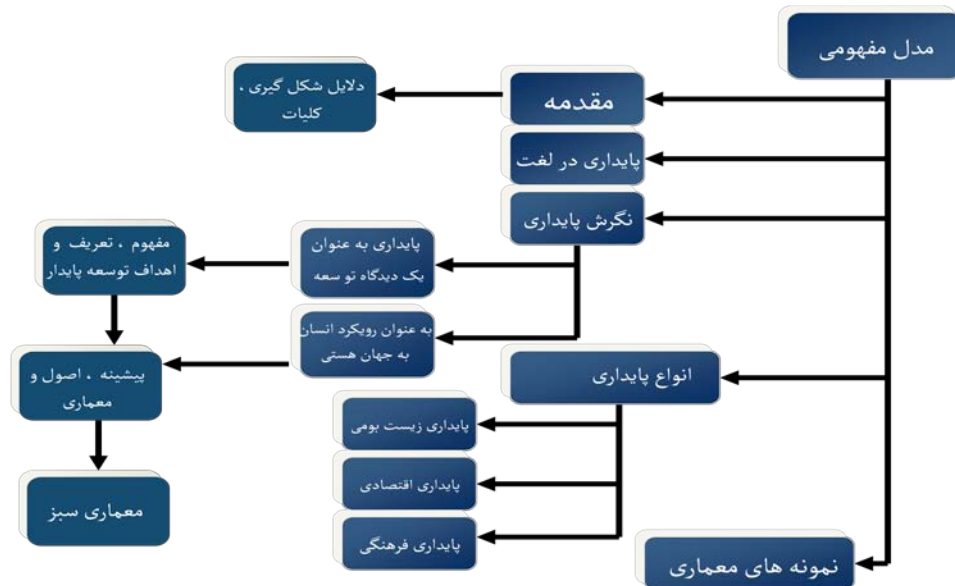 مدل مفهومی
مقدمه
دلایل شکل گیری ،
کلیات
پایداری در لغت
نگرش پایداری
پایداری به عنوان
یک دیدگاه تو سعه
مفهوم ، تعریف و
اهداف توسعه پایدار
به عنوان رویکرد انسان
به جهان هستی
پیشینه ، اصول و
معماری
معماری سبز
انواع پایداری
پایداری زیست بومی
پایداری اقتصادی
پایداری فرهنگی
نمونه های معماری